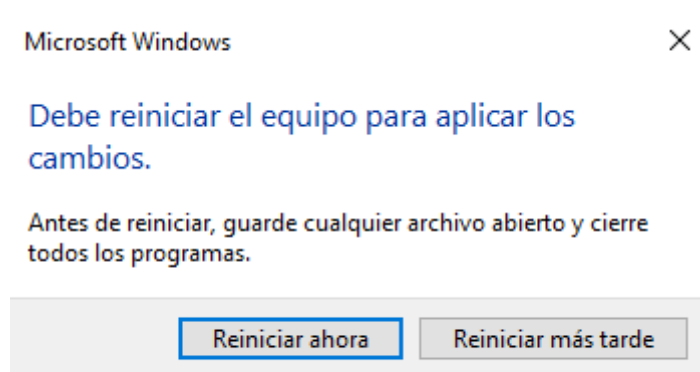 Microsoft Windows
Debe reiniciar el equipo para aplicar los
cambios.
Antes de reiniciar, guarde cualquier archivo abierto y cierre
todos los programas.
Reiniciar ahora
Reiniciar más tarde